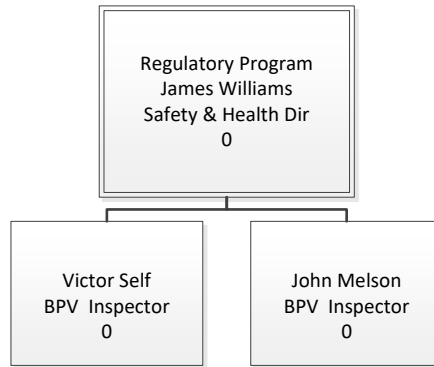 Regulatory Program
James Williams
Safety & Health Dir
0
Victor Self
BPV  Inspector
0
John Melson
BPV  Inspector
0